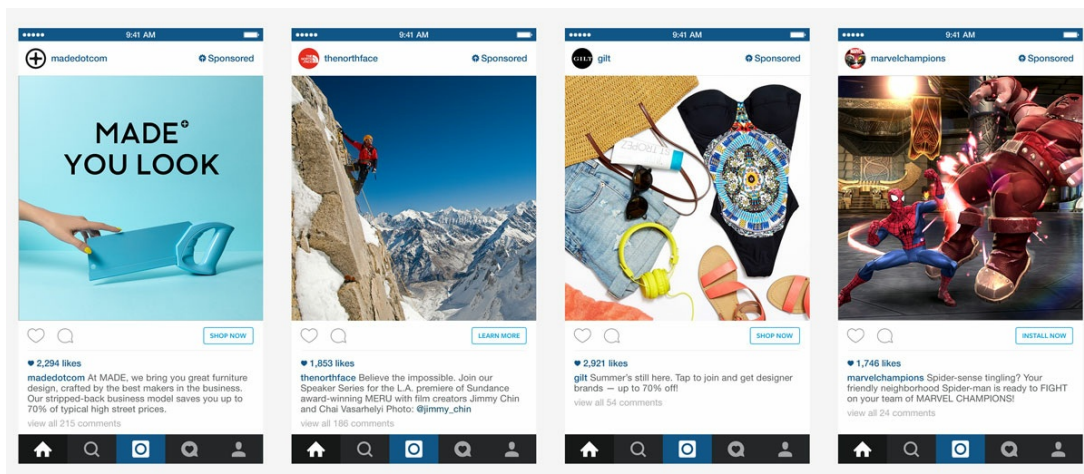 9:41 AM
madedotcom
Sponsored
MADE
YOU LOOK
SHOP NOW
2,294 likes
madedotcom At MADE, we bring you great furniture
design, crafted by the best makers in the business.
Our stripped-back business model saves you up to
70% of typical high street prices.
view all 215 comments
9:41 AM
THE NORTH FACE
thenorthface
Sponsored
LEARN MORE
1,853 likes
thenorthface Believe the impossible. Join our
Speaker Series for the L.A. premiere of Sundance
award-winning MERU with film creators Jimmy Chin
and Chai Vasarhelyi Photo: @jimmy_chin
view all 186 comments
9:41 AM
GILT
gilt
Sponsored
ST.TROPEZ
SHOP NOW
2,921 likes
gilt Summer's still here. Tap to join and get designer
brands — up to 70% off!
view all 54 comments
9:41 AM
marvelchampions
Sponsored
INSTALL NOW
1,746 likes
marvelchampions Spider-sense tingling? Your
friendly neighborhood Spider-man is ready to FIGHT
on your team of MARVEL CHAMPIONS!
view all 24 comments